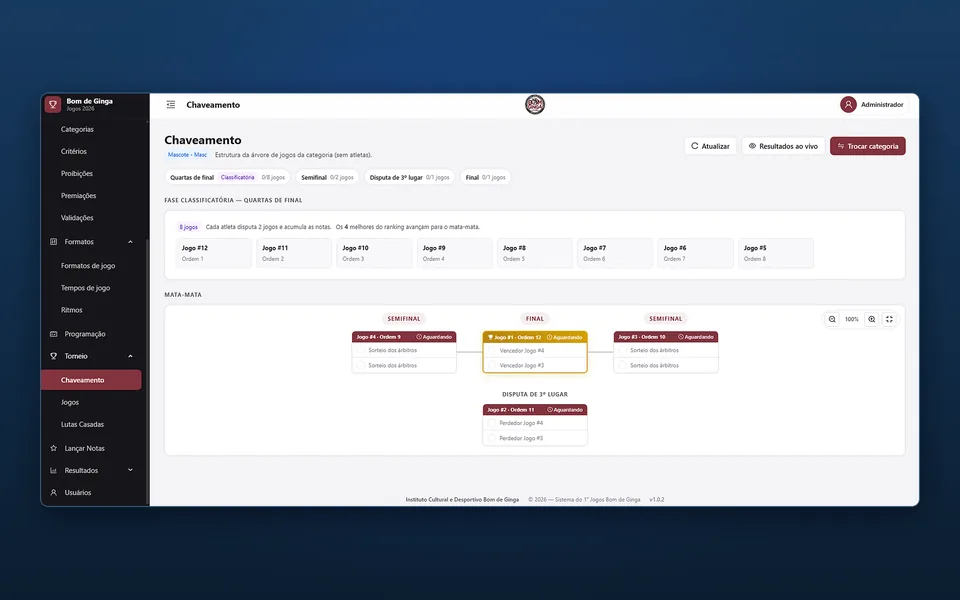 Bom de Ginga
Jogos 2026
Categorias
Critérios
Proibições
Premiações
Validações
Formatos
Formatos de jogo
Tempos de jogo
Ritmos
Programação
Torneio
Chaveamento
Jogos
Lutas Casadas
Lançar Notas
Resultados
Usuários
Chaveamento
Administrador
Chaveamento
Mascote - Masc Estrutura da árvore de jogos da categoria (sem atletas).
Atualizar
Resultados ao vivo
Trocar categoria
Quartas de final Classificatória 0/8 jogos
Semifinal 0/2 jogos
Disputa de 3º lugar 0/1 jogos
Final 0/1 jogos
FASE CLASSIFICATÓRIA — QUARTAS DE FINAL
8 jogos Cada atleta disputa 2 jogos e acumula as notas. Os 4 melhores do ranking avançam para o mata-mata.
Jogo #12
Ordem 1
Jogo #11
Ordem 2
Jogo #10
Ordem 3
Jogo #9
Ordem 4
Jogo #8
Ordem 5
Jogo #7
Ordem 6
Jogo #6
Ordem 7
Jogo #5
Ordem 8
MATA-MATA
100%
SEMIFINAL
Jogo #4 · Ordem 9 Aguardando
Sorteio dos árbitros
Sorteio dos árbitros
FINAL
Jogo #1 · Ordem 12 Aguardando
Vencedor Jogo #4
Vencedor Jogo #3
SEMIFINAL
Jogo #3 · Ordem 10 Aguardando
Sorteio dos árbitros
Sorteio dos árbitros
DISPUTA DE 3º LUGAR
Jogo #2 · Ordem 11 Aguardando
Perdedor Jogo #4
Perdedor Jogo #3
Instituto Cultural e Desportivo Bom de Ginga © 2026 — Sistema do 1º Jogos Bom de Ginga v1.0.2